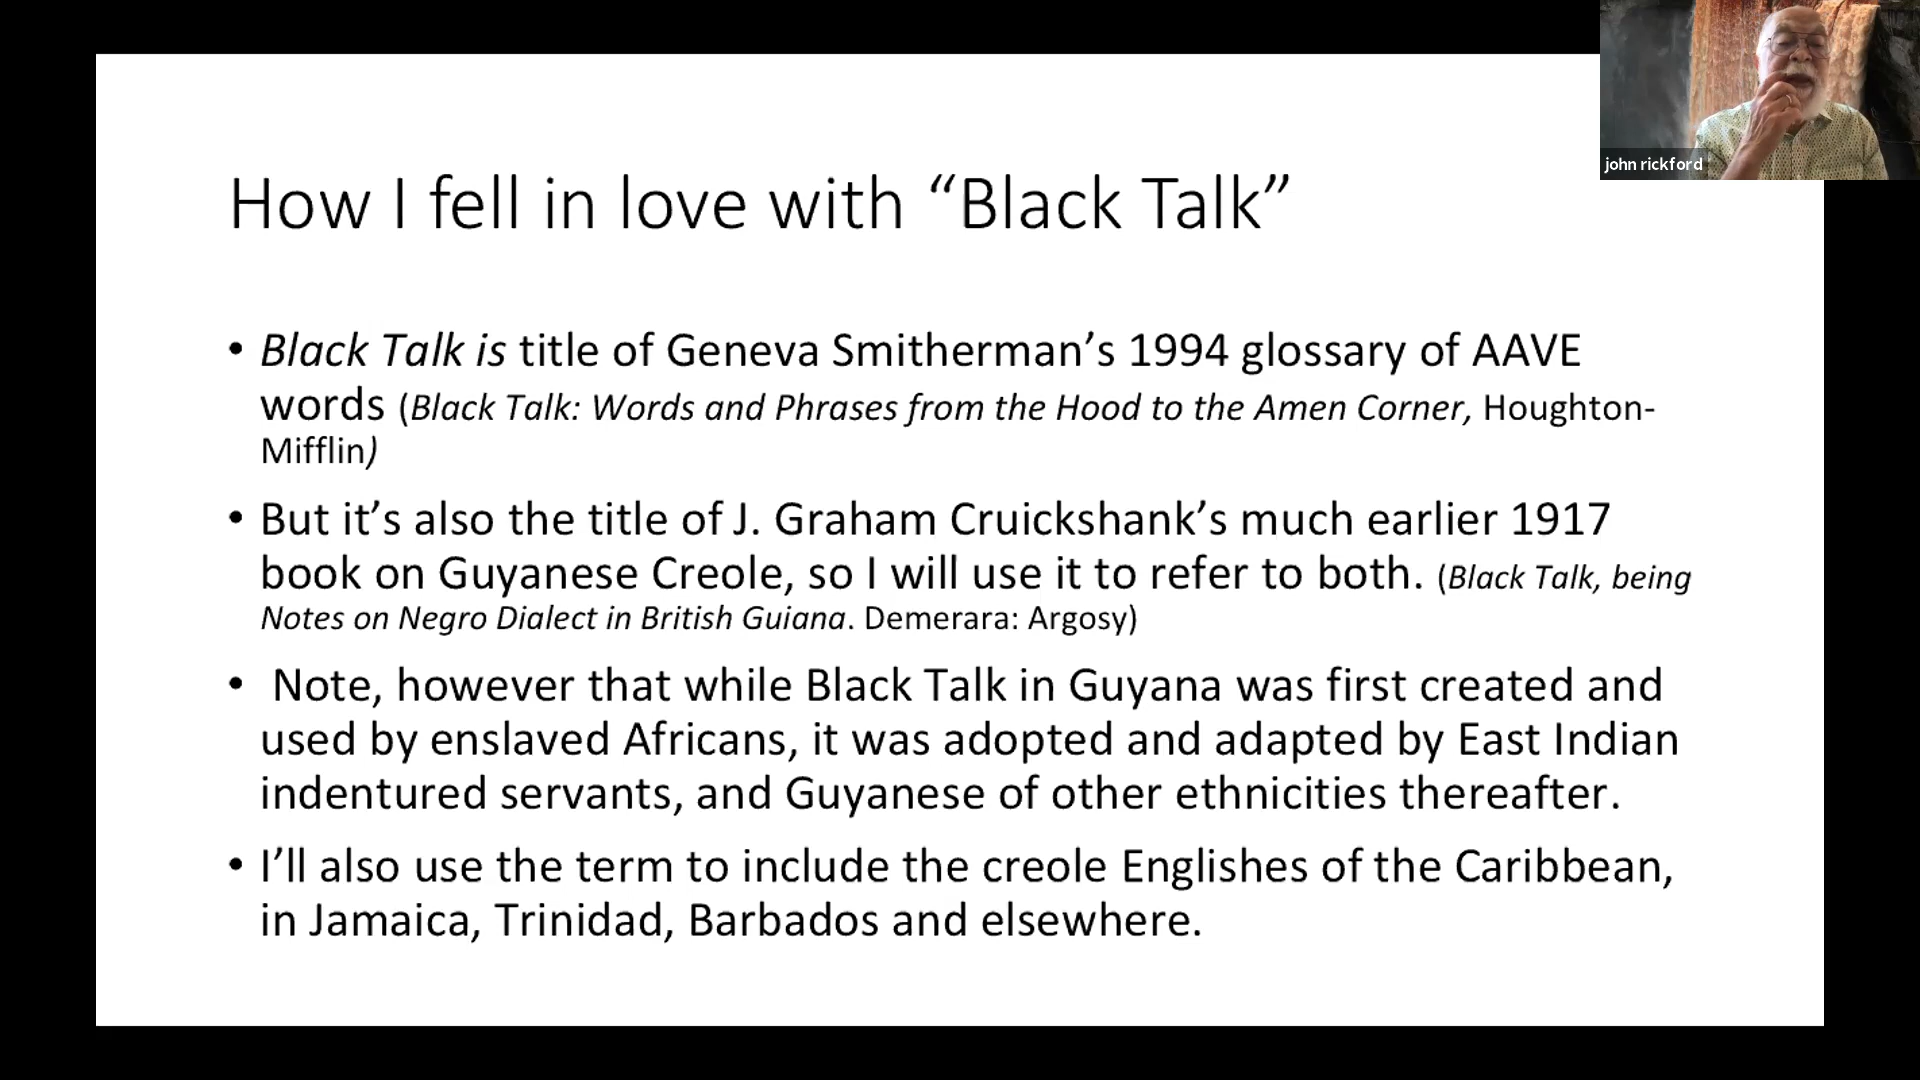 john rickford
How I fell in love with “Black Talk”
• Black Talk is title of Geneva Smitherman’s 1994 glossary of AAVE
words (Black Talk: Words and Phrases from the Hood to the Amen Corner, Houghton-
Mifflin)
• But it’s also the title of J. Graham Cruickshank’s much earlier 1917
book on Guyanese Creole, so I will use it to refer to both. (Black Talk, being
Notes on Negro Dialect in British Guiana. Demerara: Argosy)
• Note, however that while Black Talk in Guyana was first created and
used by enslaved Africans, it was adopted and adapted by East Indian
indentured servants, and Guyanese of other ethnicities thereafter.
• I’ll also use the term to include the creole Englishes of the Caribbean,
in Jamaica, Trinidad, Barbados and elsewhere.